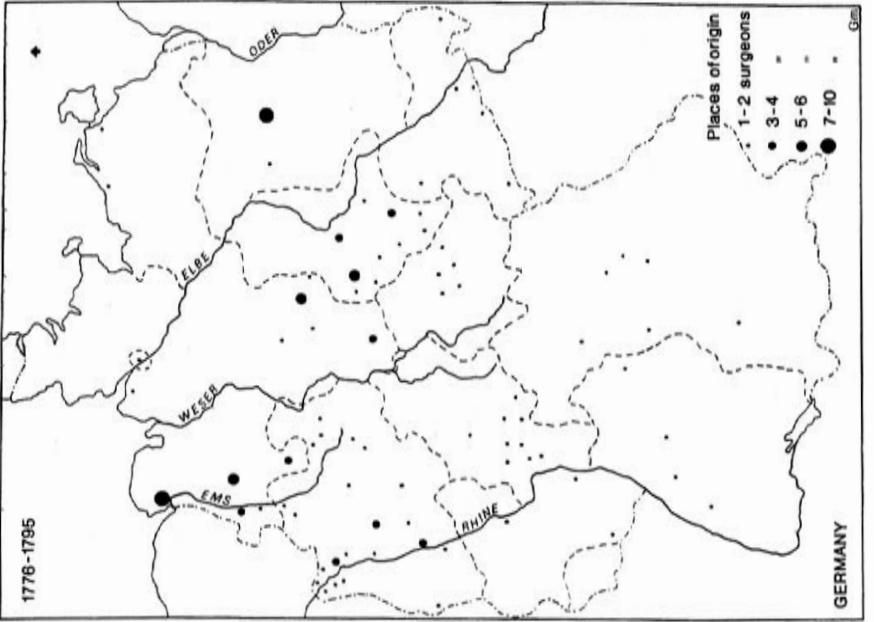 1776-1795
ODER
ELBE
WESER
EMS
RHINE
Places of origin
1-2 surgeons
3-4 "
5-6 "
7-10 "
GERMANY